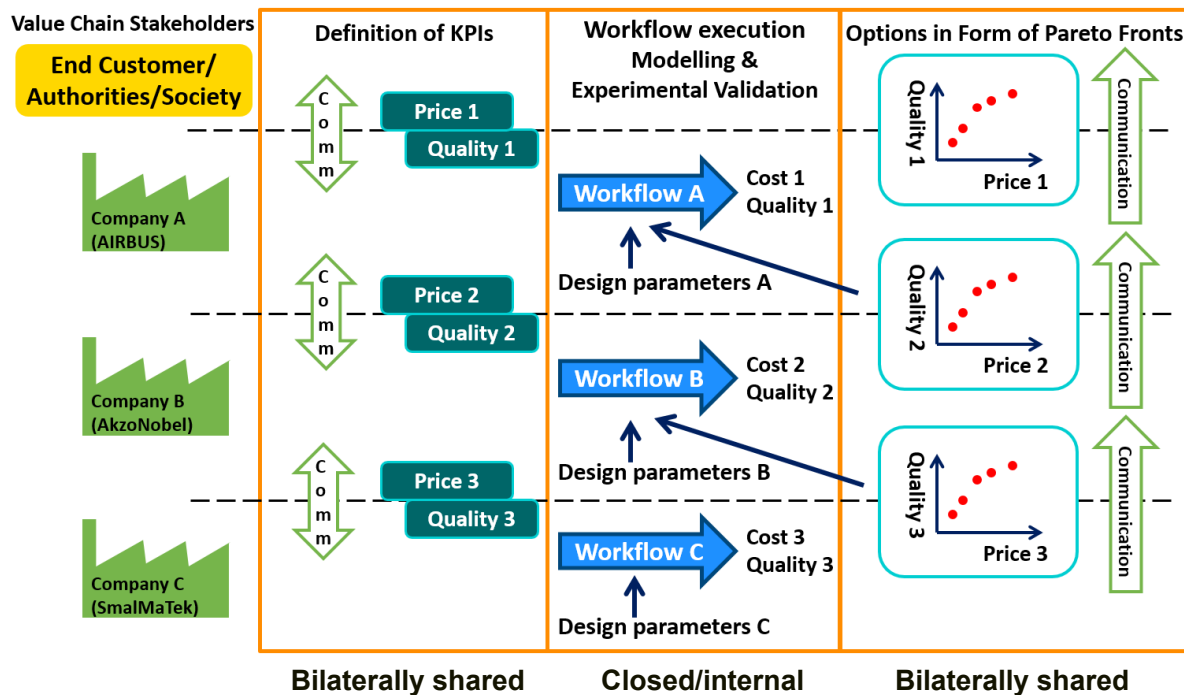 Value Chain Stakeholders
End Customer/
Authorities/Society
Company A
(AIRBUS)
Company B
(AkzoNobel)
Company C
(SmalMaTek)
Definition of KPIs
Comm
Price 1
Quality 1
Comm
Price 2
Quality 2
Comm
Price 3
Quality 3
Bilaterally shared
Workflow execution
Modelling &
Experimental Validation
Workflow A
Cost 1
Quality 1
Design parameters A
Workflow B
Cost 2
Quality 2
Design parameters B
Workflow C
Cost 3
Quality 3
Design parameters C
Closed/internal
Options in Form of Pareto Fronts
Quality 1
Price 1
Communication
Quality 2
Price 2
Communication
Quality 3
Price 3
Communication
Bilaterally shared